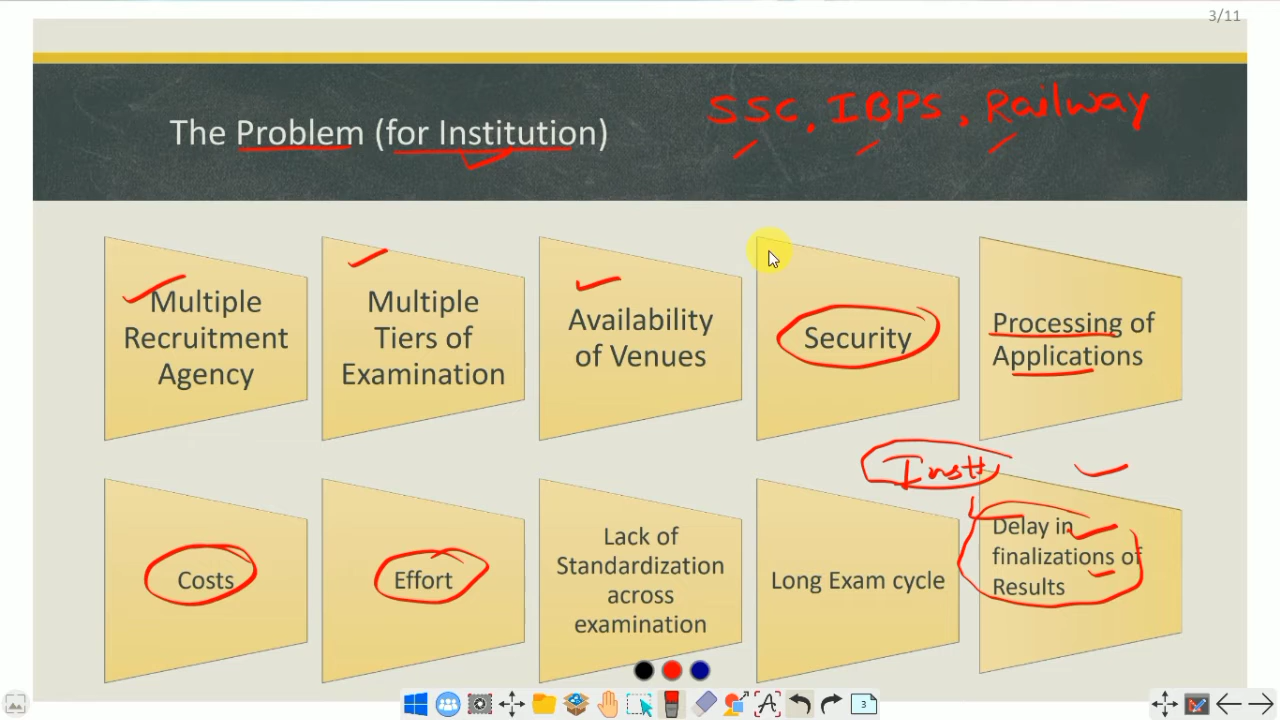 3/11
SSC, IBPS, Railway
The Problem (for Institution)
Multiple
Recruitment
Agency
Multiple
Tiers of
Examination
Availability
of Venues
Security
Processing of
Applications
Costs
Effort
Lack of
Standardization
across
examination
Long Exam cycle
Delay in
finalizations of
Results
3